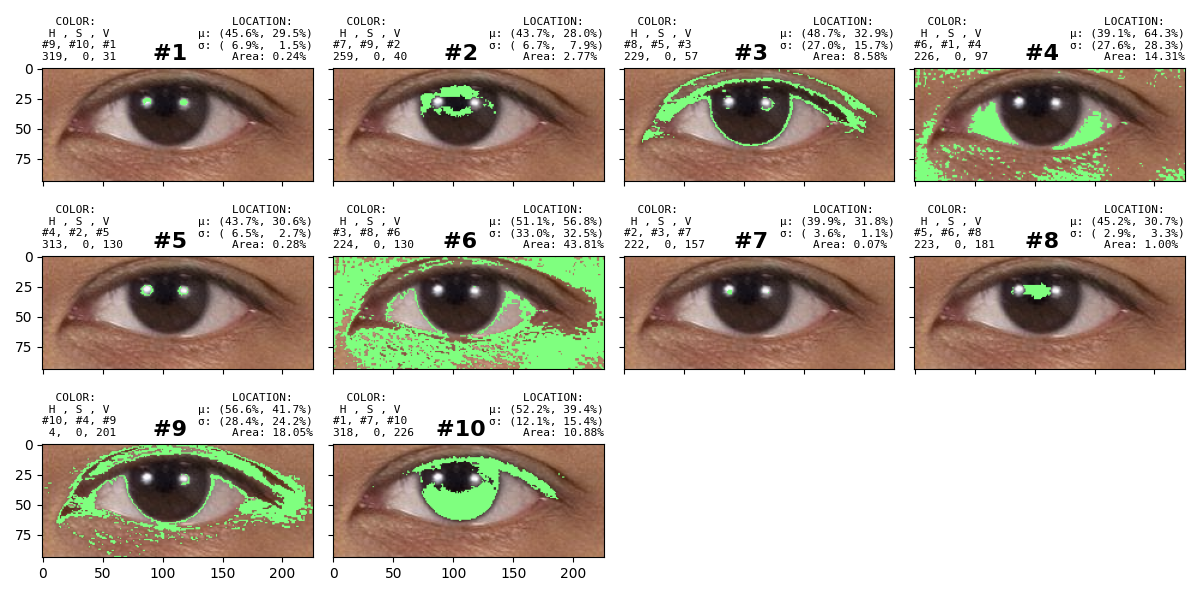 COLOR: LOCATION:
H , S , V μ: (45.6%, 29.5%)
#9, #10, #1 #1 σ: ( 6.9%, 1.5%)
319, 0, 31 Area: 0.24%
COLOR: LOCATION:
H , S , V μ: (43.7%, 28.0%)
#7, #9, #2 #2 σ: ( 6.7%, 7.9%)
259, 0, 40 Area: 2.77%
COLOR: LOCATION:
H , S , V μ: (48.7%, 32.9%)
#8, #5, #3 #3 σ: (27.0%, 15.7%)
229, 0, 57 Area: 8.58%
COLOR: LOCATION:
H , S , V μ: (39.1%, 64.3%)
#6, #1, #4 #4 σ: (27.6%, 28.3%)
226, 0, 97 Area: 14.31%
0
25
50
75
COLOR: LOCATION:
H , S , V μ: (43.7%, 30.6%)
#4, #2, #5 #5 σ: ( 6.5%, 2.7%)
313, 0, 130 Area: 0.28%
COLOR: LOCATION:
H , S , V μ: (51.1%, 56.8%)
#3, #8, #6 #6 σ: (33.0%, 32.5%)
224, 0, 130 Area: 43.81%
COLOR: LOCATION:
H , S , V μ: (39.9%, 31.8%)
#2, #3, #7 #7 σ: ( 3.6%, 1.1%)
222, 0, 157 Area: 0.07%
COLOR: LOCATION:
H , S , V μ: (45.2%, 30.7%)
#5, #6, #8 #8 σ: ( 2.9%, 3.3%)
223, 0, 181 Area: 1.00%
0
25
50
75
COLOR: LOCATION:
H , S , V μ: (56.6%, 41.7%)
#10, #4, #9 #9 σ: (28.4%, 24.2%)
4, 0, 201 Area: 18.05%
COLOR: LOCATION:
H , S , V μ: (52.2%, 39.4%)
#1, #7, #10 #10 σ: (12.1%, 15.4%)
318, 0, 226 Area: 10.88%
0
25
50
75
0 50 100 150 200
0 50 100 150 200